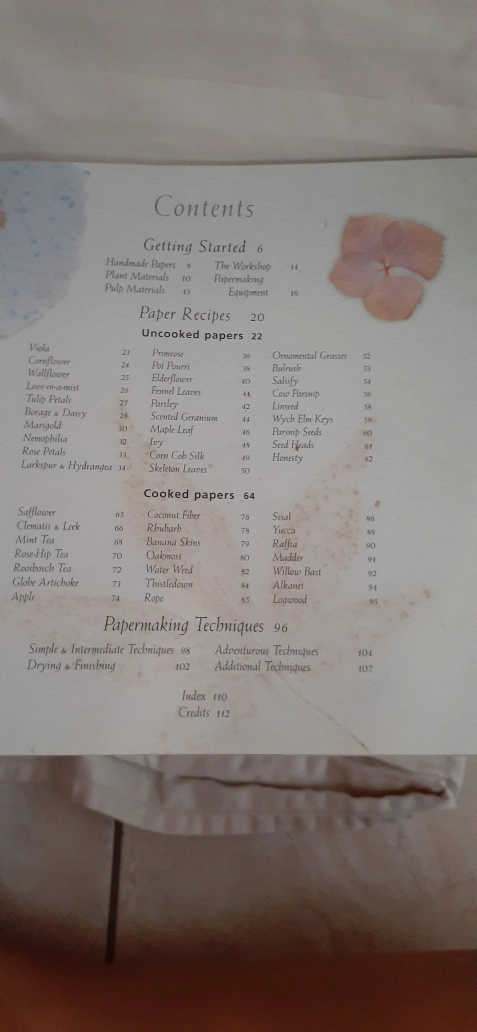 Contents
Getting Started 6
Handmade Papers 8
Plant Materials 10
Pulp Materials 13
The Workshop 14
Papermaking
Equipment 16
Paper Recipes 20
Uncooked papers 22
Viola 23
Cornflower 24
Wallflower 25
Love-in-a-mist 26
Tulip Petals 27
Borage & Daisy 28
Marigold 30
Nemophilia 32
Rose Petals 33
Larkspur & Hydrangea 34
Primrose 36
Pot Pourri 38
Elderflower 40
Fennel Leaves 41
Parsley 42
Scented Geranium 44
Maple Leaf 46
Ivy 48
Corn Cob Silk 49
Skeleton Leaves 50
Ornamental Grasses 52
Bulrush 53
Salsify 54
Cow Parsnip 56
Linseed 58
Wych Elm Keys 59
Parsnip Seeds 60
Seed Heads 61
Honesty 62
Cooked papers 64
Safflower 65
Clematis & Leek 66
Mint Tea 68
Rose-Hip Tea 70
Rooibosch Tea 72
Globe Artichoke 73
Apple 74
Coconut Fiber 76
Rhubarb 78
Banana Skins 79
Oakmoss 80
Water Weed 82
Thistledown 84
Rope 85
Sisal 86
Yucca 88
Raffia 90
Madder 91
Willow Bast 92
Alkanet 94
Logwood 95
Papermaking Techniques 96
Simple & Intermediate Techniques 98
Drying & Finishing 102
Adventurous Techniques 104
Additional Techniques 107
Index 110
Credits 112